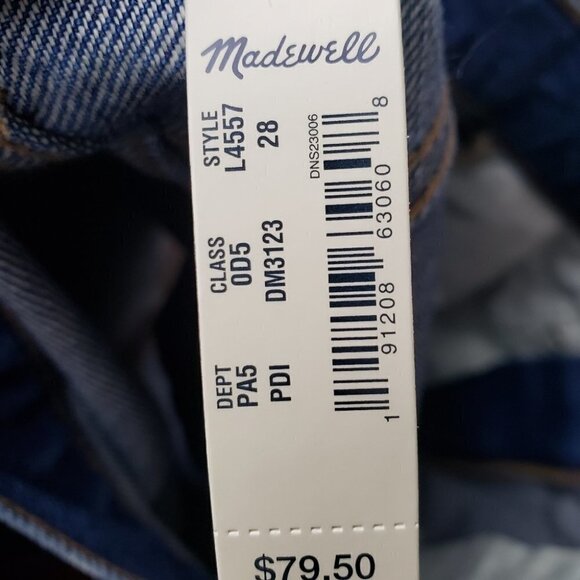 Madewell
DEPT CLASS STYLE
PA5 0D5 L4557
PDI DM3123 28
DNS23006
1 91208 63060 8
$79.50